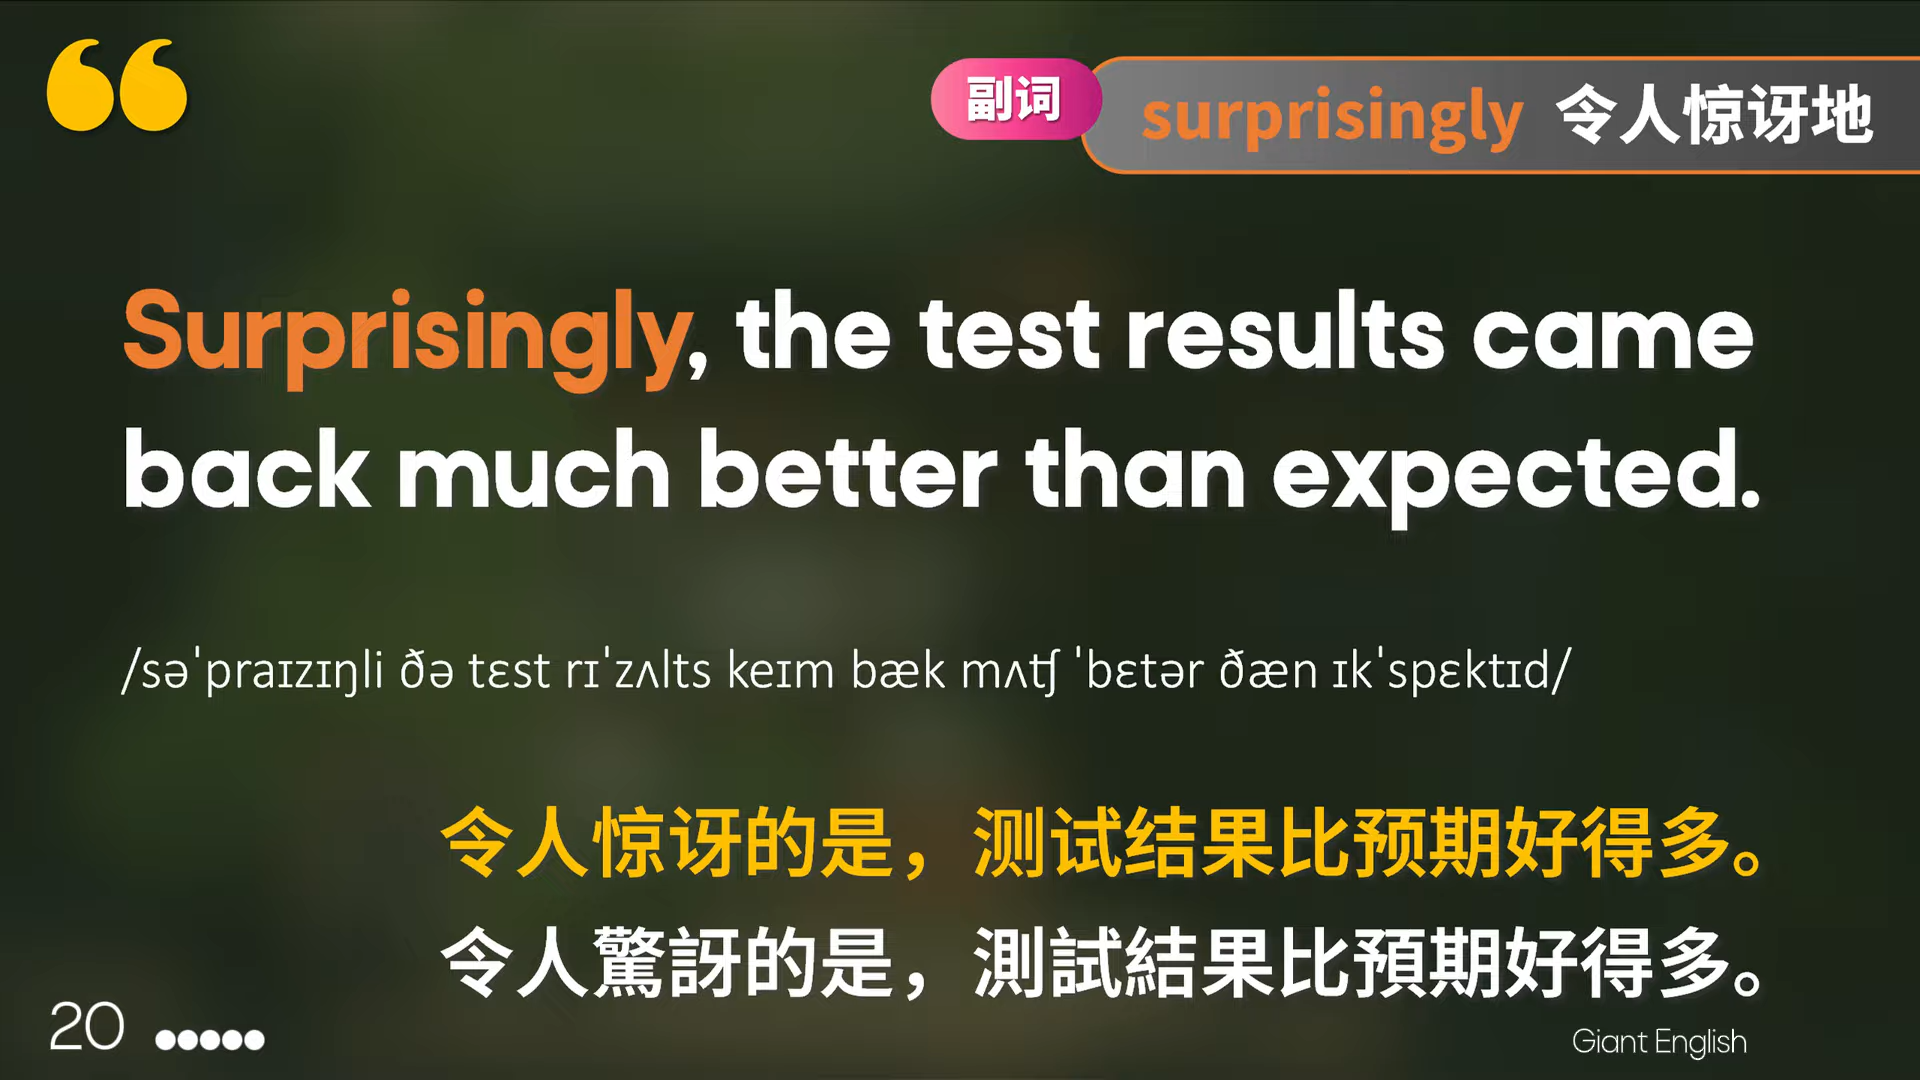 副词
surprisingly 令人惊讶地
Surprisingly, the test results came
back much better than expected.
/səˈpraɪzɪŋli ðə tɛst rɪˈzʌlts keɪm bæk mʌʧ ˈbɛtər ðæn ɪkˈspɛktɪd/
令人惊讶的是，测试结果比预期好得多。
令人驚訝的是，測試結果比預期好得多。
20
Giant English